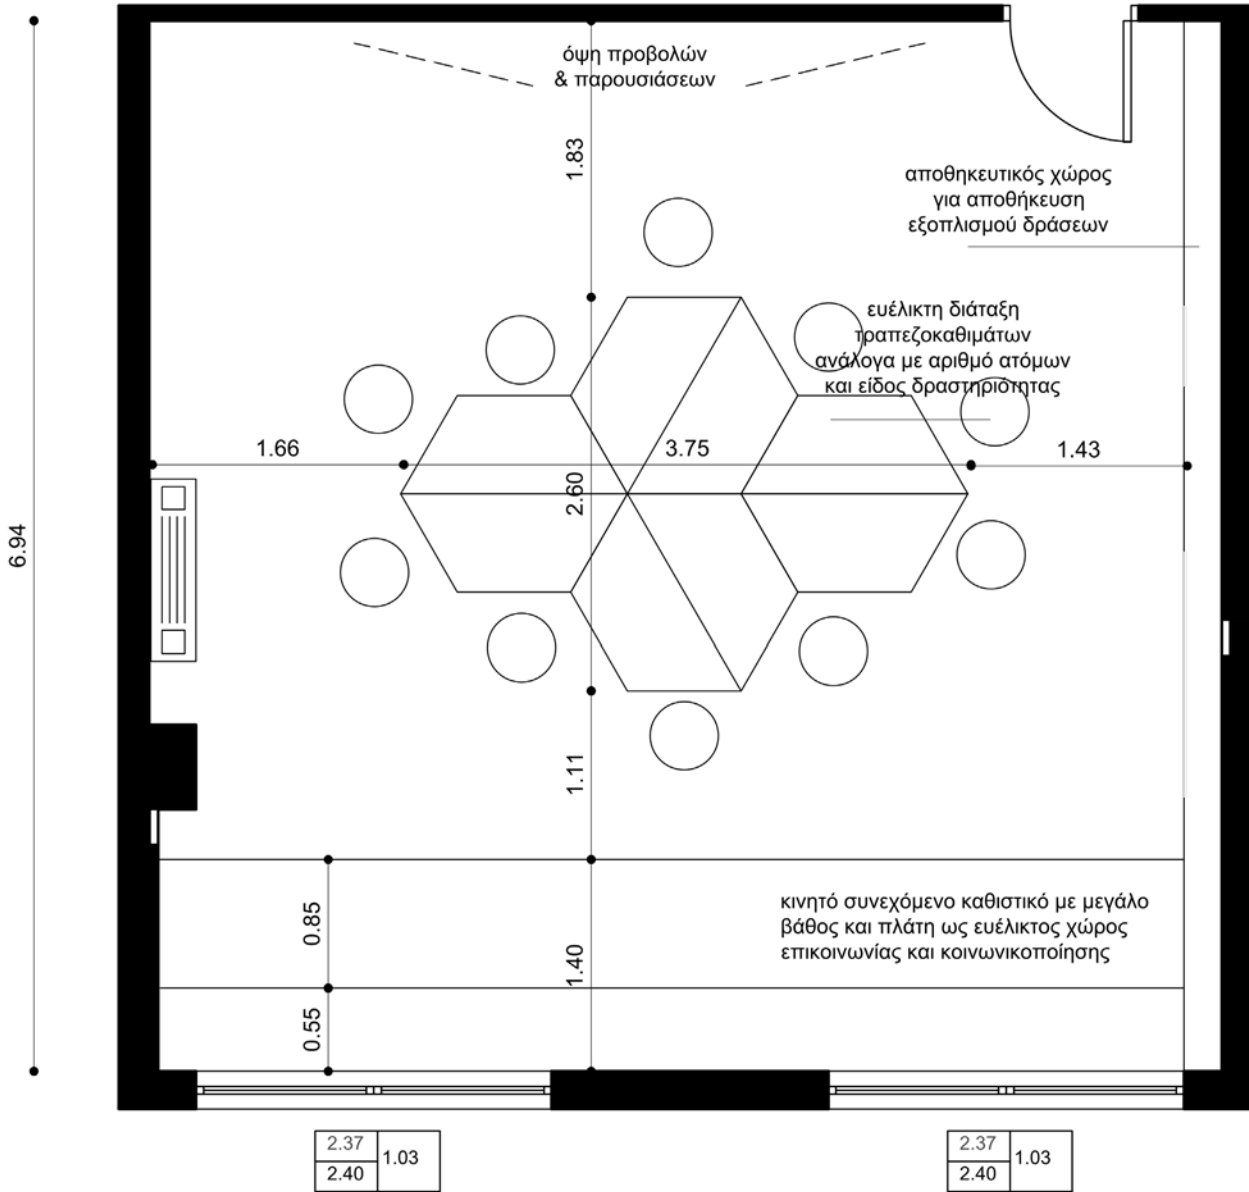 όψη προβολών
& παρουσιάσεων
1.83
αποθηκευτικός χώρος
για αποθήκευση
εξοπλισμού δράσεων
ευέλικτη διάταξη
τραπεζοκαθιμάτων
ανάλογα με αριθμό ατόμων
και είδος δραστηριότητας
1.66
3.75
1.43
2.60
6.94
1.11
0.85
1.40
κινητό συνεχόμενο καθιστικό με μεγάλο
βάθος και πλάτη ως ευέλικτος χώρος
επικοινωνίας και κοινωνικοποίησης
0.55
2.37
2.40
1.03
2.37
2.40
1.03